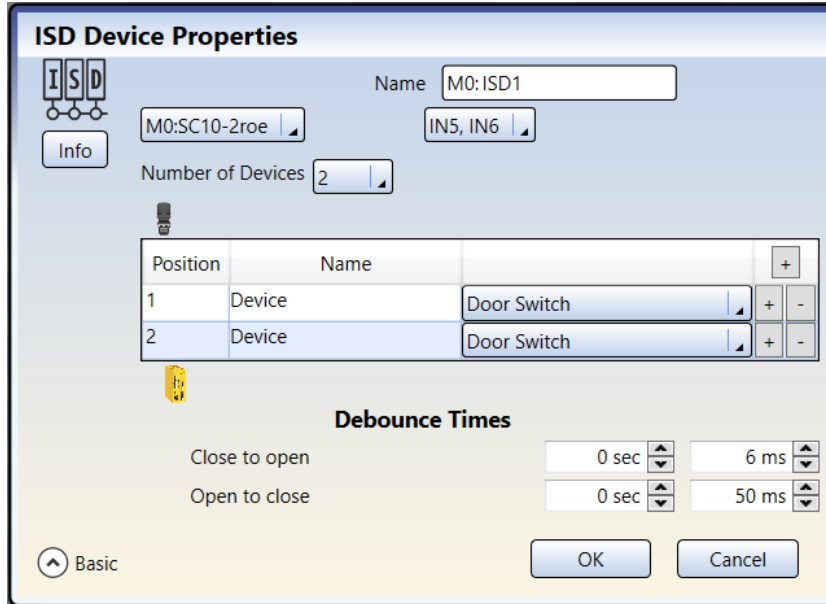 ISD Device Properties
ISD
Name M0:ISD1
M0:SC10-2roe IN5, IN6
Info
Number of Devices 2
Position Name +
1 Device Door Switch + -
2 Device Door Switch + -
Debounce Times
Close to open 0 sec 6 ms
Open to close 0 sec 50 ms
Basic OK Cancel